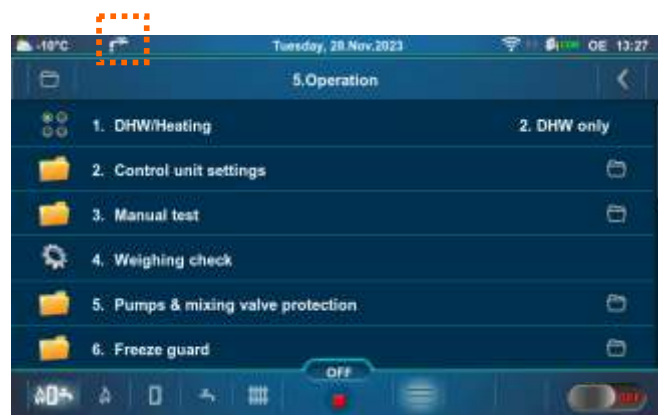 -10°C Tuesday, 28.Nov.2023 OE 13:27
5.Operation
1. DHW/Heating 2. DHW only
2. Control unit settings
3. Manual test
4. Weighing check
5. Pumps & mixing valve protection
6. Freeze guard
OFF
OFF